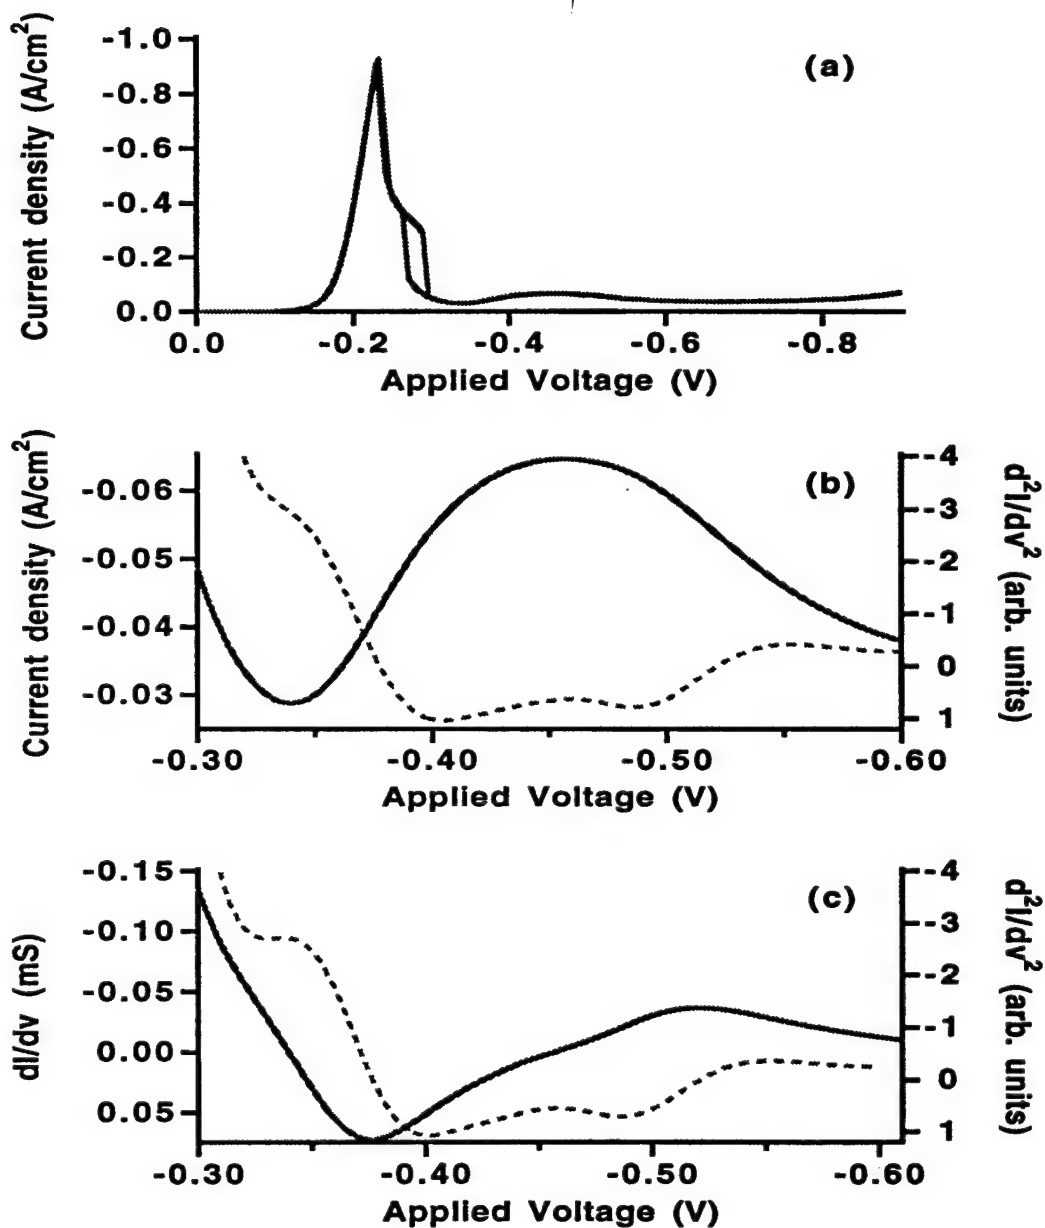 (a)
Current density (A/cm²)
-1.0
-0.8
-0.6
-0.4
-0.2
0.0
0.0 -0.2 -0.4 -0.6 -0.8
Applied Voltage (V)
(b)
Current density (A/cm²)
-0.06
-0.05
-0.04
-0.03
-4
-3
-2
-1
0
1
d²I/dv² (arb. units)
-0.30 -0.40 -0.50 -0.60
Applied Voltage (V)
(c)
dI/dv (mS)
-0.15
-0.10
-0.05
0.00
0.05
-4
-3
-2
-1
0
1
d²I/dv² (arb. units)
-0.30 -0.40 -0.50 -0.60
Applied Voltage (V)